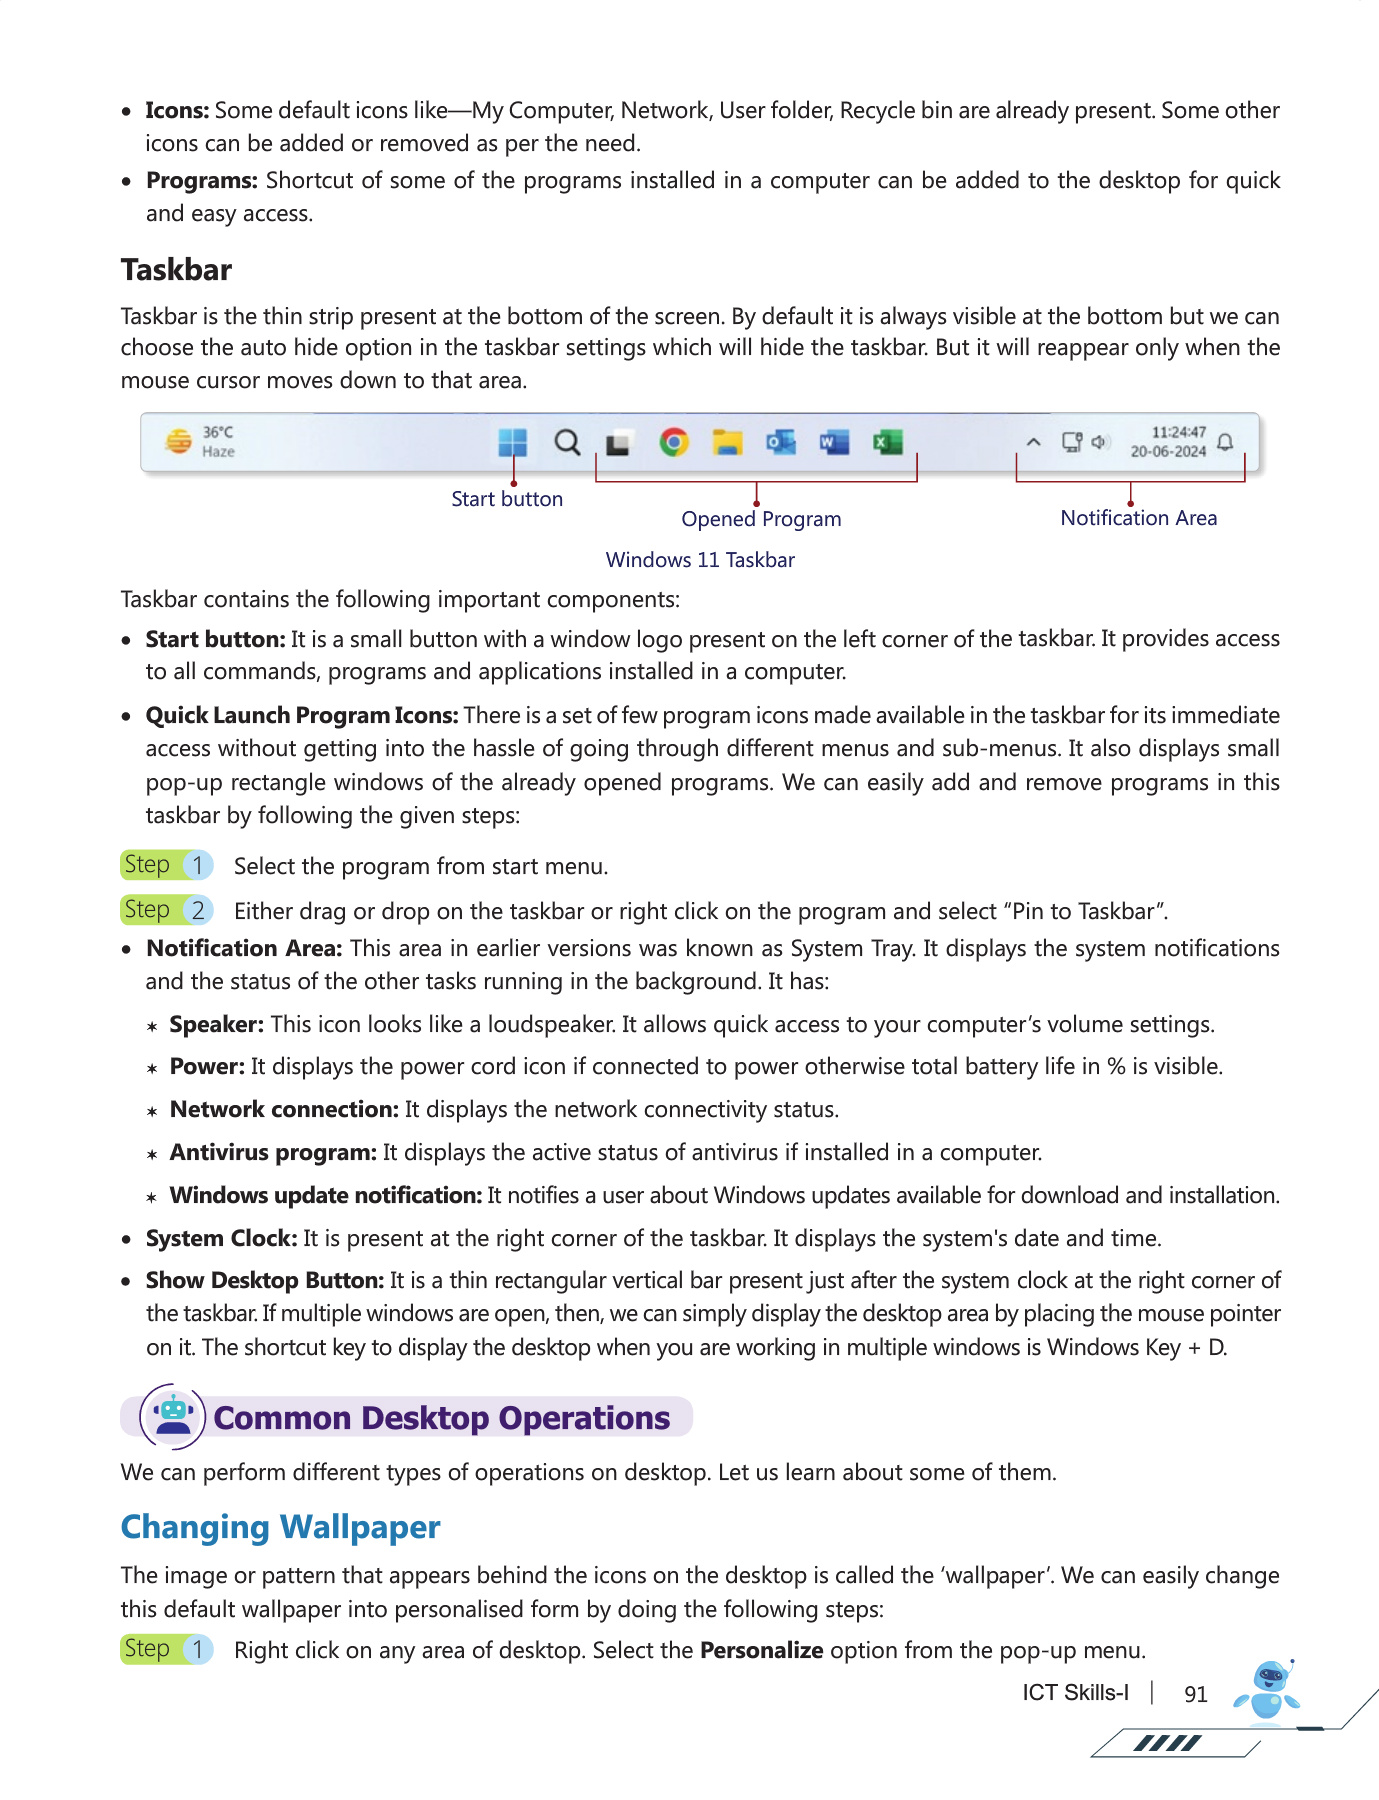 • Icons: Some default icons like—My Computer, Network, User folder, Recycle bin are already present. Some other
icons can be added or removed as per the need.
• Programs: Shortcut of some of the programs installed in a computer can be added to the desktop for quick
and easy access.
Taskbar
Taskbar is the thin strip present at the bottom of the screen. By default it is always visible at the bottom but we can
choose the auto hide option in the taskbar settings which will hide the taskbar. But it will reappear only when the
mouse cursor moves down to that area.
36°C
Haze
11:24:47
20-06-2024
Start button
Opened Program
Notification Area
Windows 11 Taskbar
Taskbar contains the following important components:
• Start button: It is a small button with a window logo present on the left corner of the taskbar. It provides access
to all commands, programs and applications installed in a computer.
• Quick Launch Program Icons: There is a set of few program icons made available in the taskbar for its immediate
access without getting into the hassle of going through different menus and sub-menus. It also displays small
pop-up rectangle windows of the already opened programs. We can easily add and remove programs in this
taskbar by following the given steps:
Step 1 Select the program from start menu.
Step 2 Either drag or drop on the taskbar or right click on the program and select “Pin to Taskbar”.
• Notification Area: This area in earlier versions was known as System Tray. It displays the system notifications
and the status of the other tasks running in the background. It has:
✶ Speaker: This icon looks like a loudspeaker. It allows quick access to your computer’s volume settings.
✶ Power: It displays the power cord icon if connected to power otherwise total battery life in % is visible.
✶ Network connection: It displays the network connectivity status.
✶ Antivirus program: It displays the active status of antivirus if installed in a computer.
✶ Windows update notification: It notifies a user about Windows updates available for download and installation.
• System Clock: It is present at the right corner of the taskbar. It displays the system's date and time.
• Show Desktop Button: It is a thin rectangular vertical bar present just after the system clock at the right corner of
the taskbar. If multiple windows are open, then, we can simply display the desktop area by placing the mouse pointer
on it. The shortcut key to display the desktop when you are working in multiple windows is Windows Key + D.
Common Desktop Operations
We can perform different types of operations on desktop. Let us learn about some of them.
Changing Wallpaper
The image or pattern that appears behind the icons on the desktop is called the ‘wallpaper’. We can easily change
this default wallpaper into personalised form by doing the following steps:
Step 1 Right click on any area of desktop. Select the Personalize option from the pop-up menu.
ICT Skills-I | 91